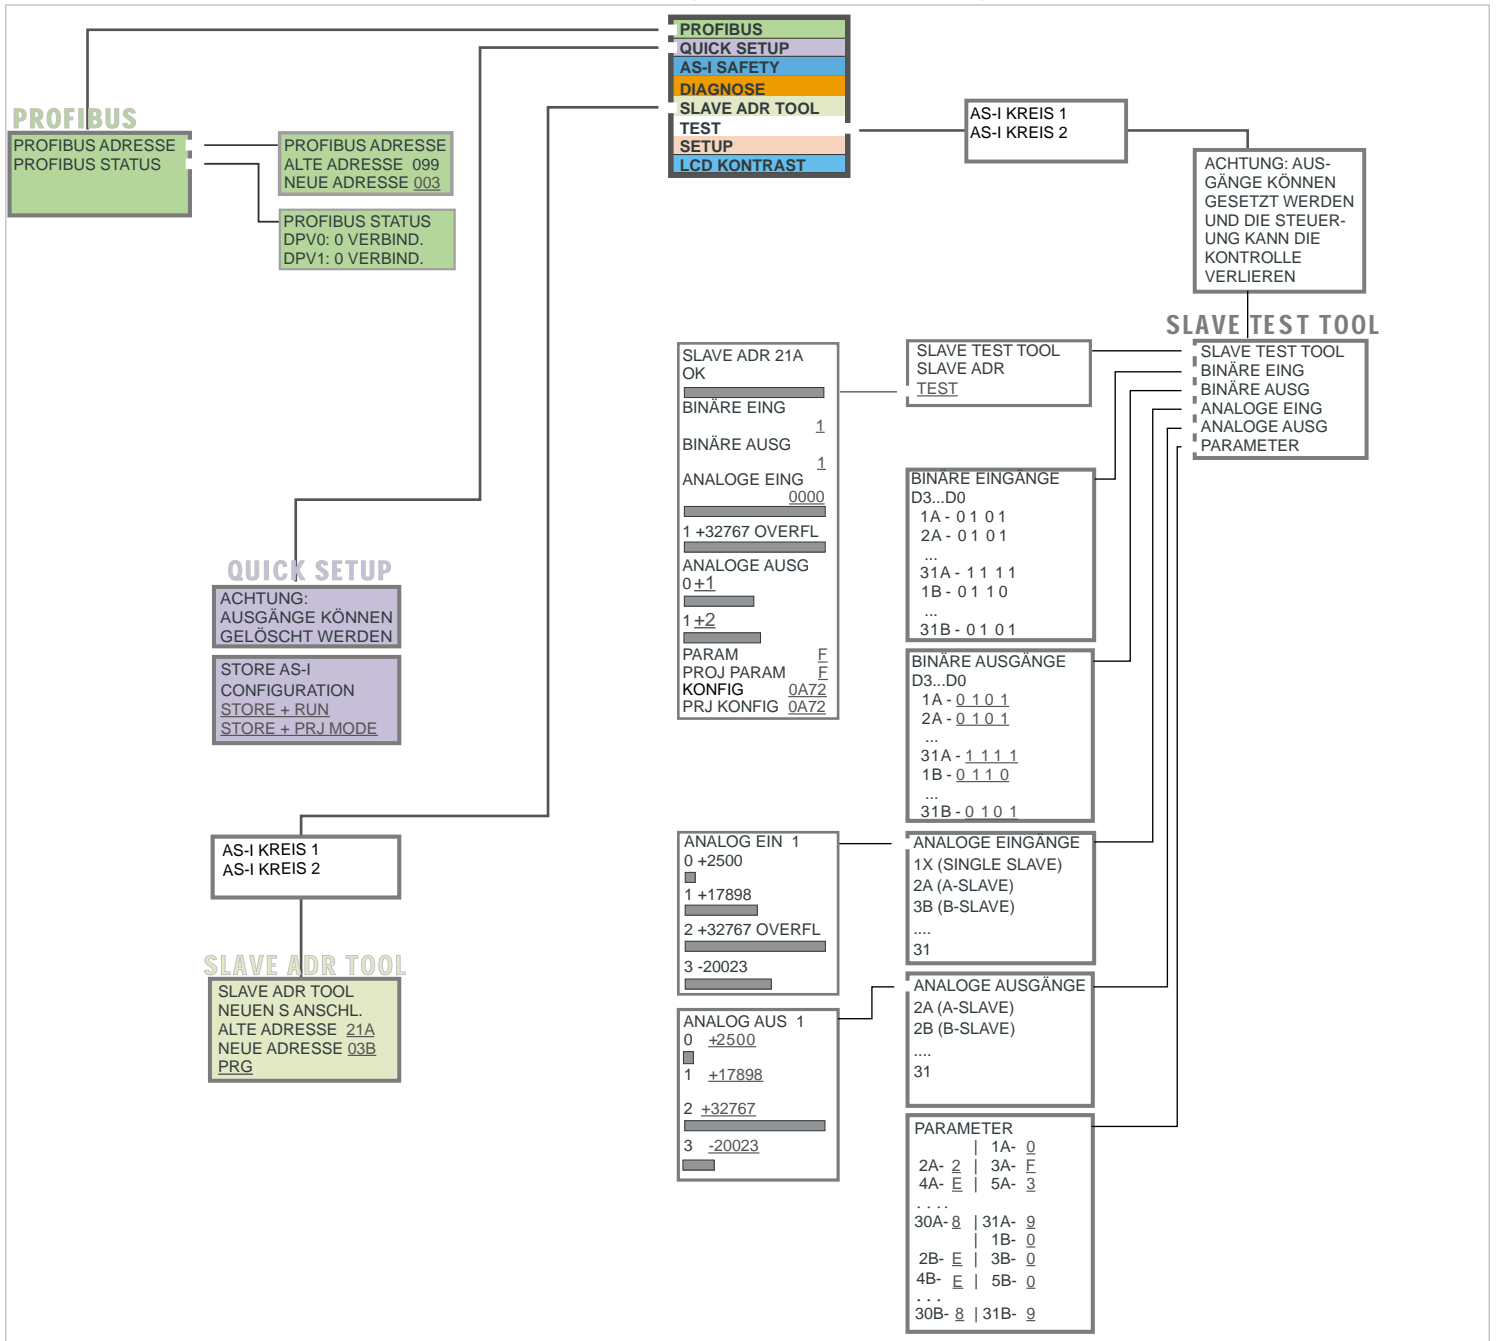 PROFIBUS
QUICK SETUP
AS-I SAFETY
DIAGNOSE
SLAVE ADR TOOL
TEST
SETUP
LCD KONTRAST
PROFIBUS
PROFIBUS ADRESSE
PROFIBUS STATUS
PROFIBUS ADRESSE
ALTE ADRESSE 099
NEUE ADRESSE 003
PROFIBUS STATUS
DPV0: 0 VERBIND.
DPV1: 0 VERBIND.
AS-I KREIS 1
AS-I KREIS 2
ACHTUNG: AUS-
GÄNGE KÖNNEN
GESETZT WERDEN
UND DIE STEUER-
UNG KANN DIE
KONTROLLE
VERLIEREN
SLAVE TEST TOOL
SLAVE TEST TOOL
BINÄRE EING
BINÄRE AUSG
ANALOGE EING
ANALOGE AUSG
PARAMETER
SLAVE TEST TOOL
SLAVE ADR
TEST
SLAVE ADR 21A
OK
BINÄRE EING
1
BINÄRE AUSG
1
ANALOGE EING
0000
1 +32767 OVERFL
ANALOGE AUSG
0 +1
1 +2
PARAM F
PROJ PARAM F
KONFIG 0A72
PRJ KONFIG 0A72
BINÄRE EINGÄNGE
D3...D0
1A - 0 1 0 1
2A - 0 1 0 1
...
31A - 1 1 1 1
1B - 0 1 1 0
...
31B - 0 1 0 1
BINÄRE AUSGÄNGE
D3...D0
1A - 0 1 0 1
2A - 0 1 0 1
...
31A - 1 1 1 1
1B - 0 1 1 0
...
31B - 0 1 0 1
QUICK SETUP
ACHTUNG:
AUSGÄNGE KÖNNEN
GELÖSCHT WERDEN
STORE AS-I
CONFIGURATION
STORE + RUN
STORE + PRJ MODE
AS-I KREIS 1
AS-I KREIS 2
SLAVE ADR TOOL
SLAVE ADR TOOL
NEUEN S ANSCHL.
ALTE ADRESSE 21A
NEUE ADRESSE 03B
PRG
ANALOG EIN 1
0 +2500
1 +17898
2 +32767 OVERFL
3 -20023
ANALOGE EINGÄNGE
1X (SINGLE SLAVE)
2A (A-SLAVE)
3B (B-SLAVE)
....
31
ANALOG AUS 1
0 +2500
1 +17898
2 +32767
3 -20023
ANALOGE AUSGÄNGE
2A (A-SLAVE)
2B (B-SLAVE)
....
31
PARAMETER
| 1A- 0
2A- 2 | 3A- F
4A- E | 5A- 3
. . . .
30A- 8 | 31A- 9
| 1B- 0
2B- E | 3B- 0
4B- E | 5B- 0
. . .
30B- 8 | 31B- 9